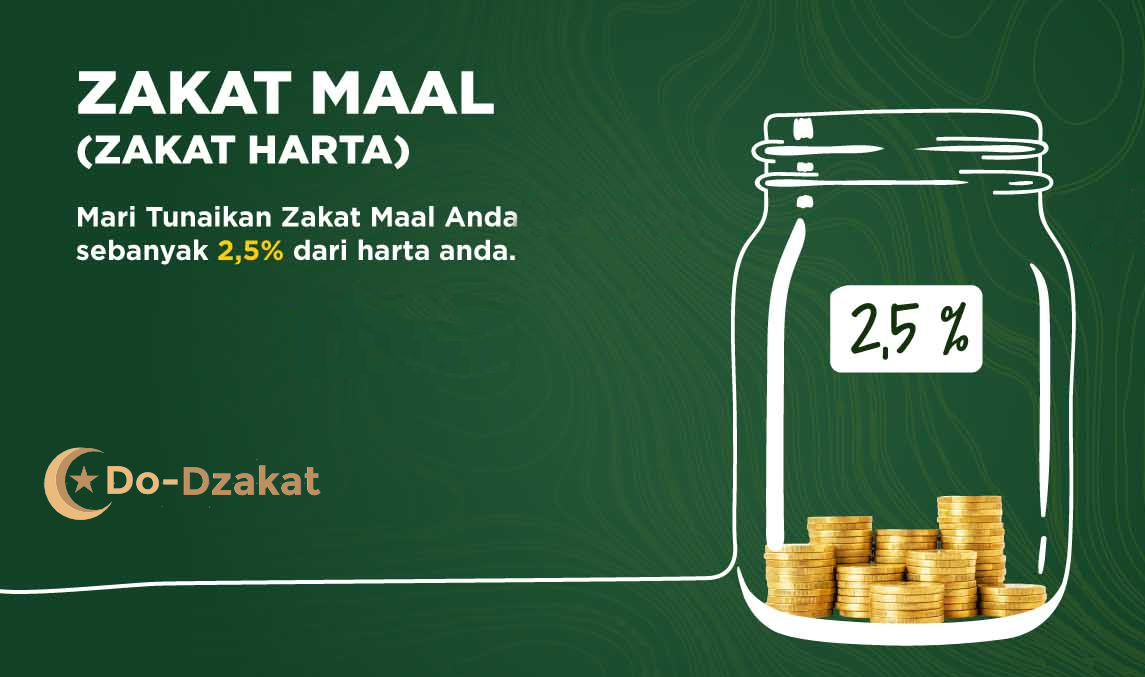 ZAKAT MAAL
(ZAKAT HARTA)
Mari Tunaikan Zakat Maal Anda
sebanyak 2,5% dari harta anda.
2,5 %
Do-Dzakat